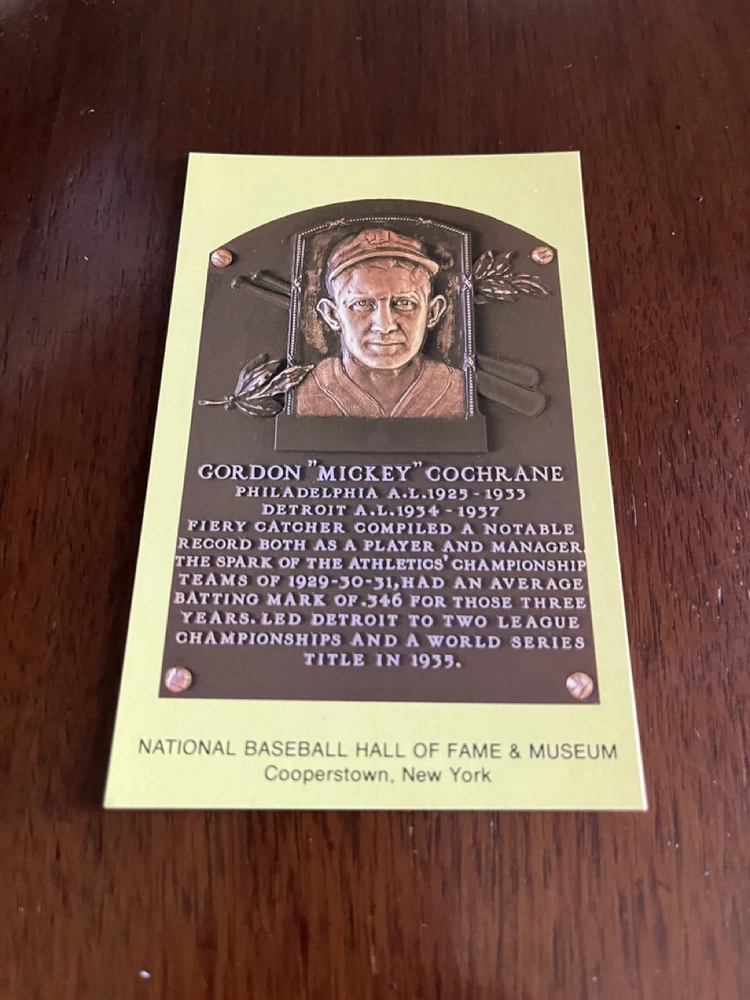 GORDON "MICKEY" COCHRANE
PHILADELPHIA A.L. 1925 - 1933
DETROIT A.L. 1934 - 1937
FIERY CATCHER COMPILED A NOTABLE
RECORD BOTH AS A PLAYER AND MANAGER.
THE SPARK OF THE ATHLETICS' CHAMPIONSHIP
TEAMS OF 1929-30-31, HAD AN AVERAGE
BATTING MARK OF .346 FOR THOSE THREE
YEARS. LED DETROIT TO TWO LEAGUE
CHAMPIONSHIPS AND A WORLD SERIES
TITLE IN 1935.
NATIONAL BASEBALL HALL OF FAME & MUSEUM
Cooperstown, New York